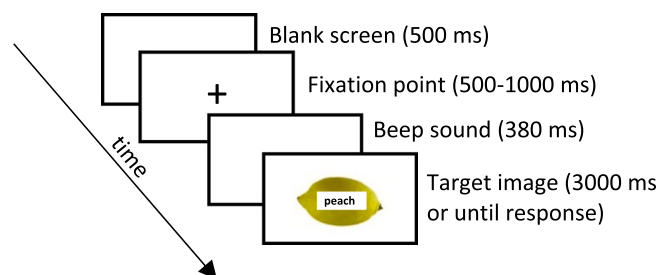 Blank screen (500 ms)
+
Fixation point (500-1000 ms)
Beep sound (380 ms)
time
peach
Target image (3000 ms
or until response)